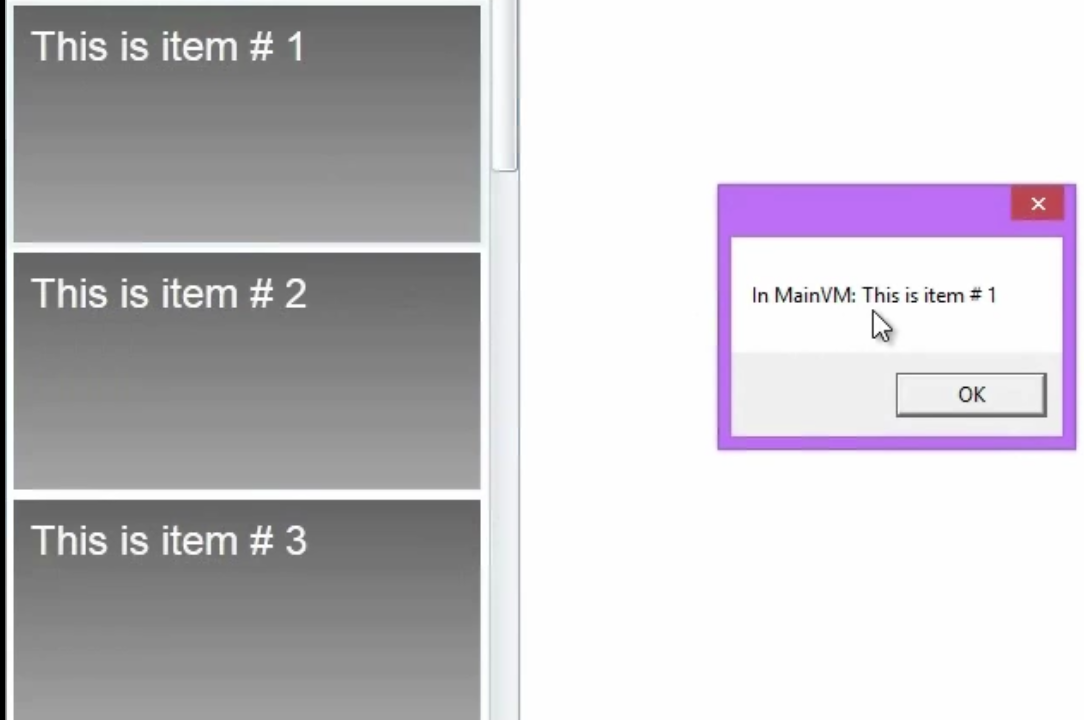 This is item # 1
This is item # 2
This is item # 3
In MainVM: This is item # 1
OK